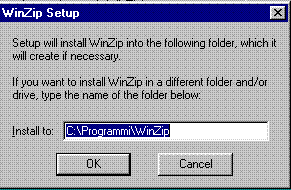 WinZip Setup
Setup will install WinZip into the following folder, which it
will create if necessary.
If you want to install WinZip in a different folder and/or
drive, type the name of the folder below:
Install to: C:\Programmi\WinZip
OK Cancel